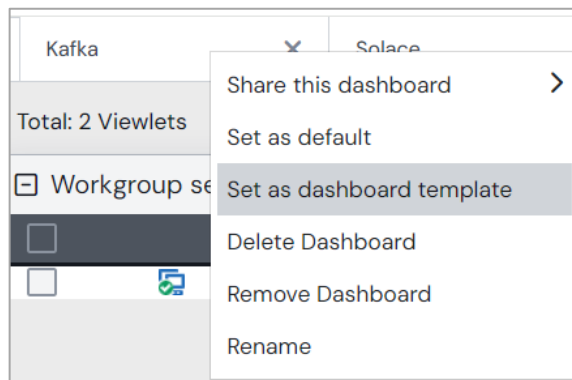 Kafka
Solace
Share this dashboard
Total: 2 Viewlets
Set as default
Workgroup se
Set as dashboard template
Delete Dashboard
Remove Dashboard
Rename